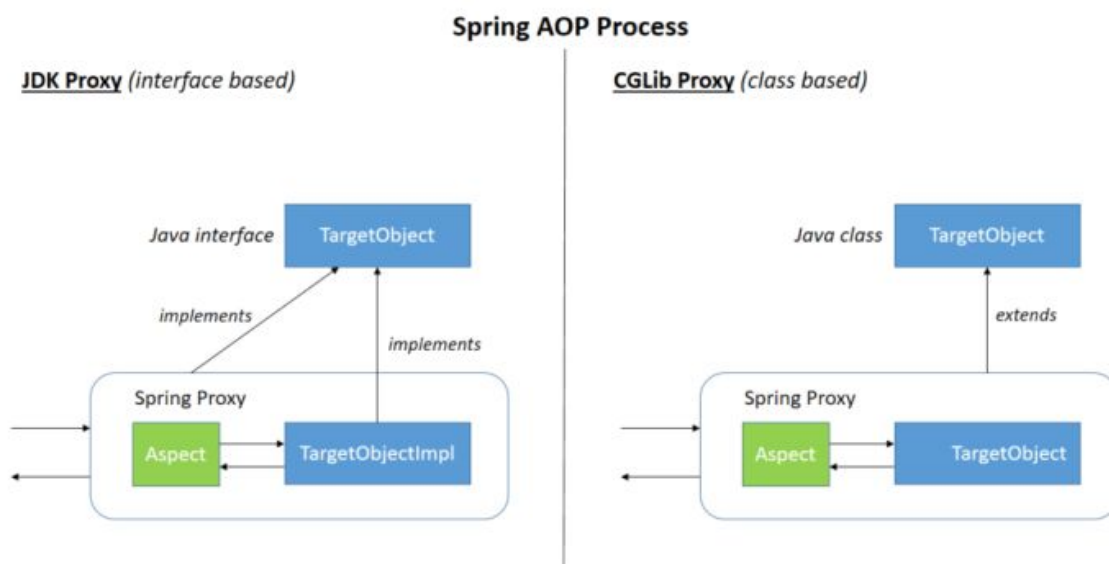 Spring AOP Process
JDK Proxy (interface based)
Java interface
TargetObject
implements
implements
Spring Proxy
Aspect
TargetObjectImpl
CGLib Proxy (class based)
Java class
TargetObject
extends
Spring Proxy
Aspect
TargetObject